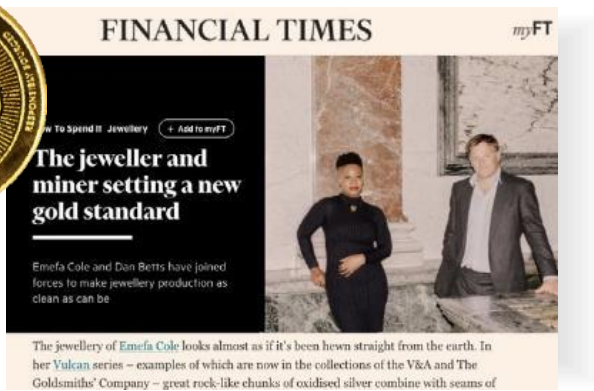 FINANCIAL TIMES
myFT
To Spend It Jewellery
+ Add to myFT
The jeweller and
miner setting a new
gold standard
Emefa Cole and Dan Betts have joined
forces to make jewellery production as
clean as can be
The jewellery of Emefa Cole looks almost as if it's been hewn straight from the earth. In
her Vulcan series – examples of which are now in the collections of the V&A and The
Goldsmiths' Company – great rock-like chunks of oxidised silver combine with seams of